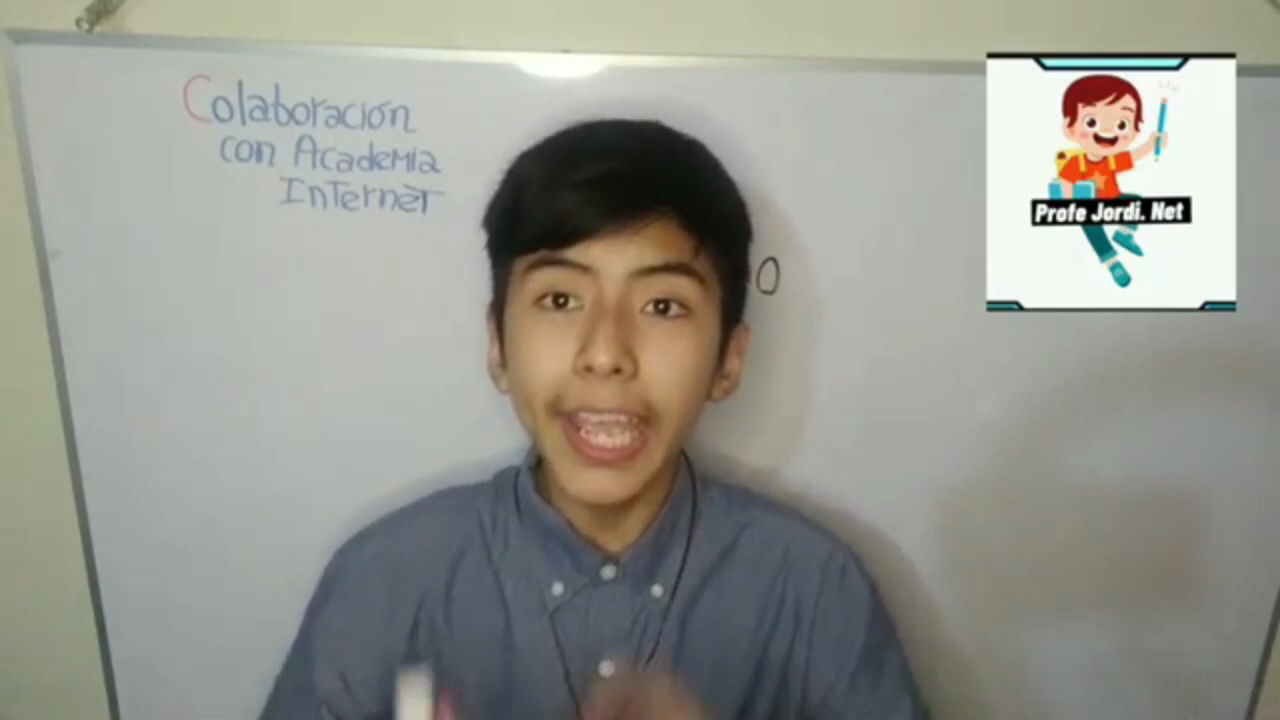 Colaboración
con Academia
Internet
Profe Jordi. Net